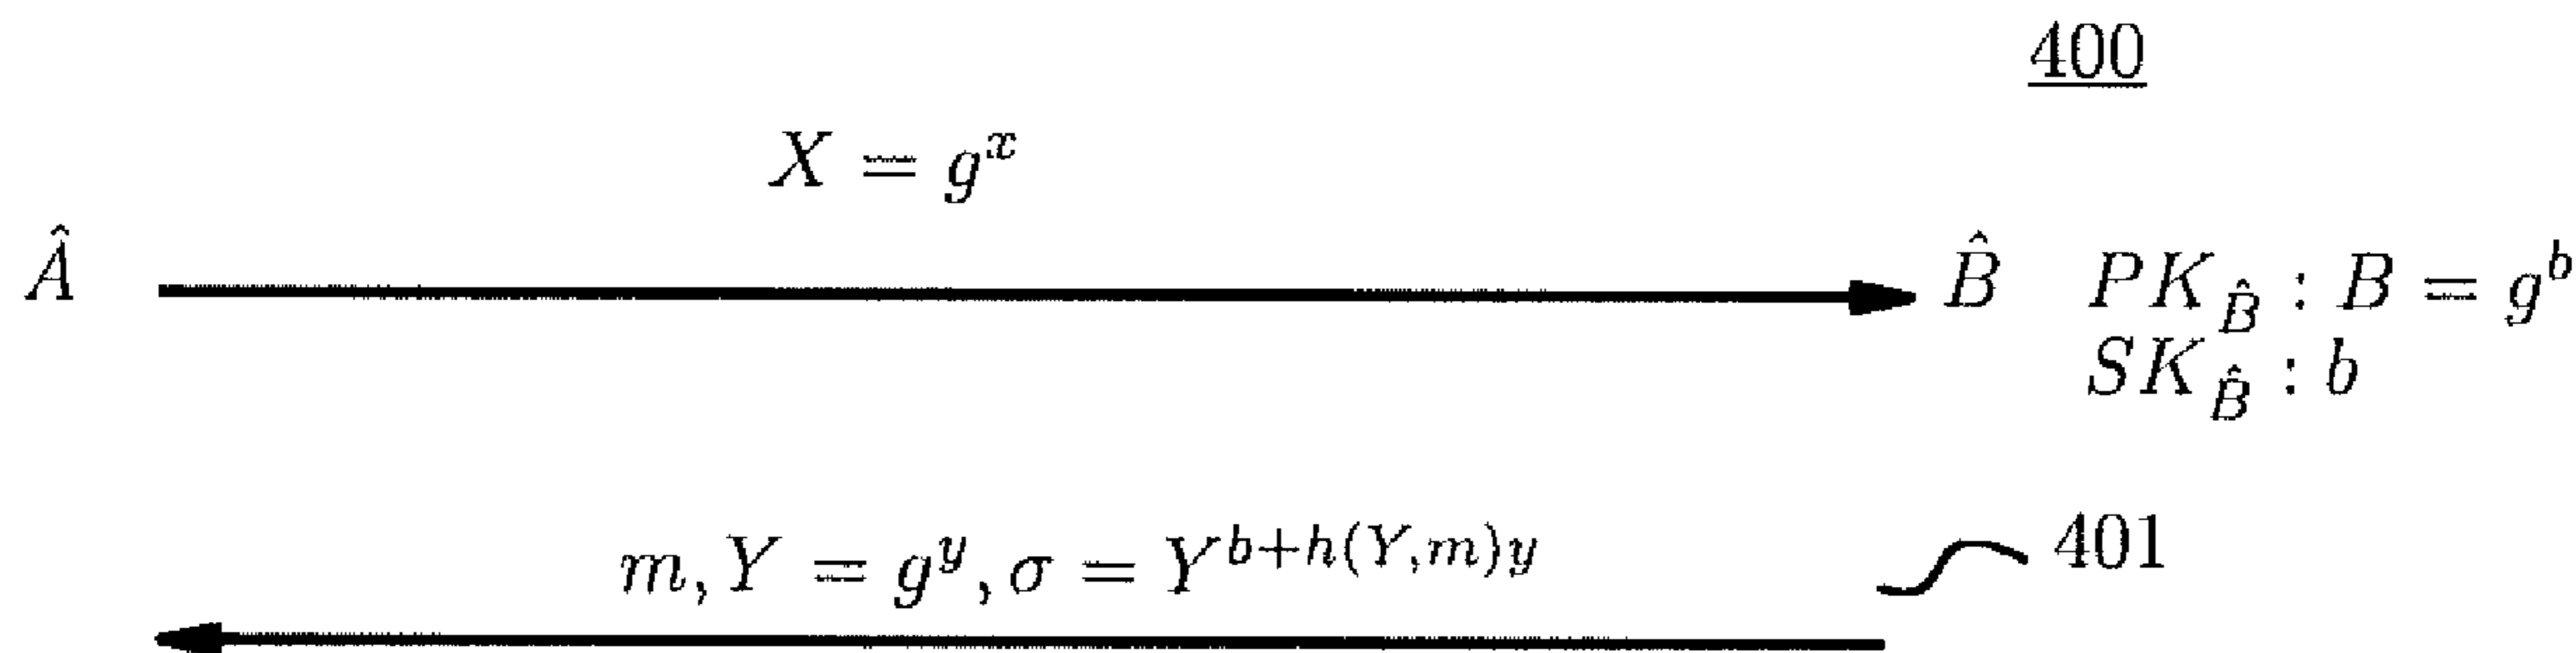 400
X = g^x
Â B̂ PK_B̂ : B = g^b
SK_B̂ : b
m, Y = g^y, σ = Y^{b+h(Y,m)y} 401